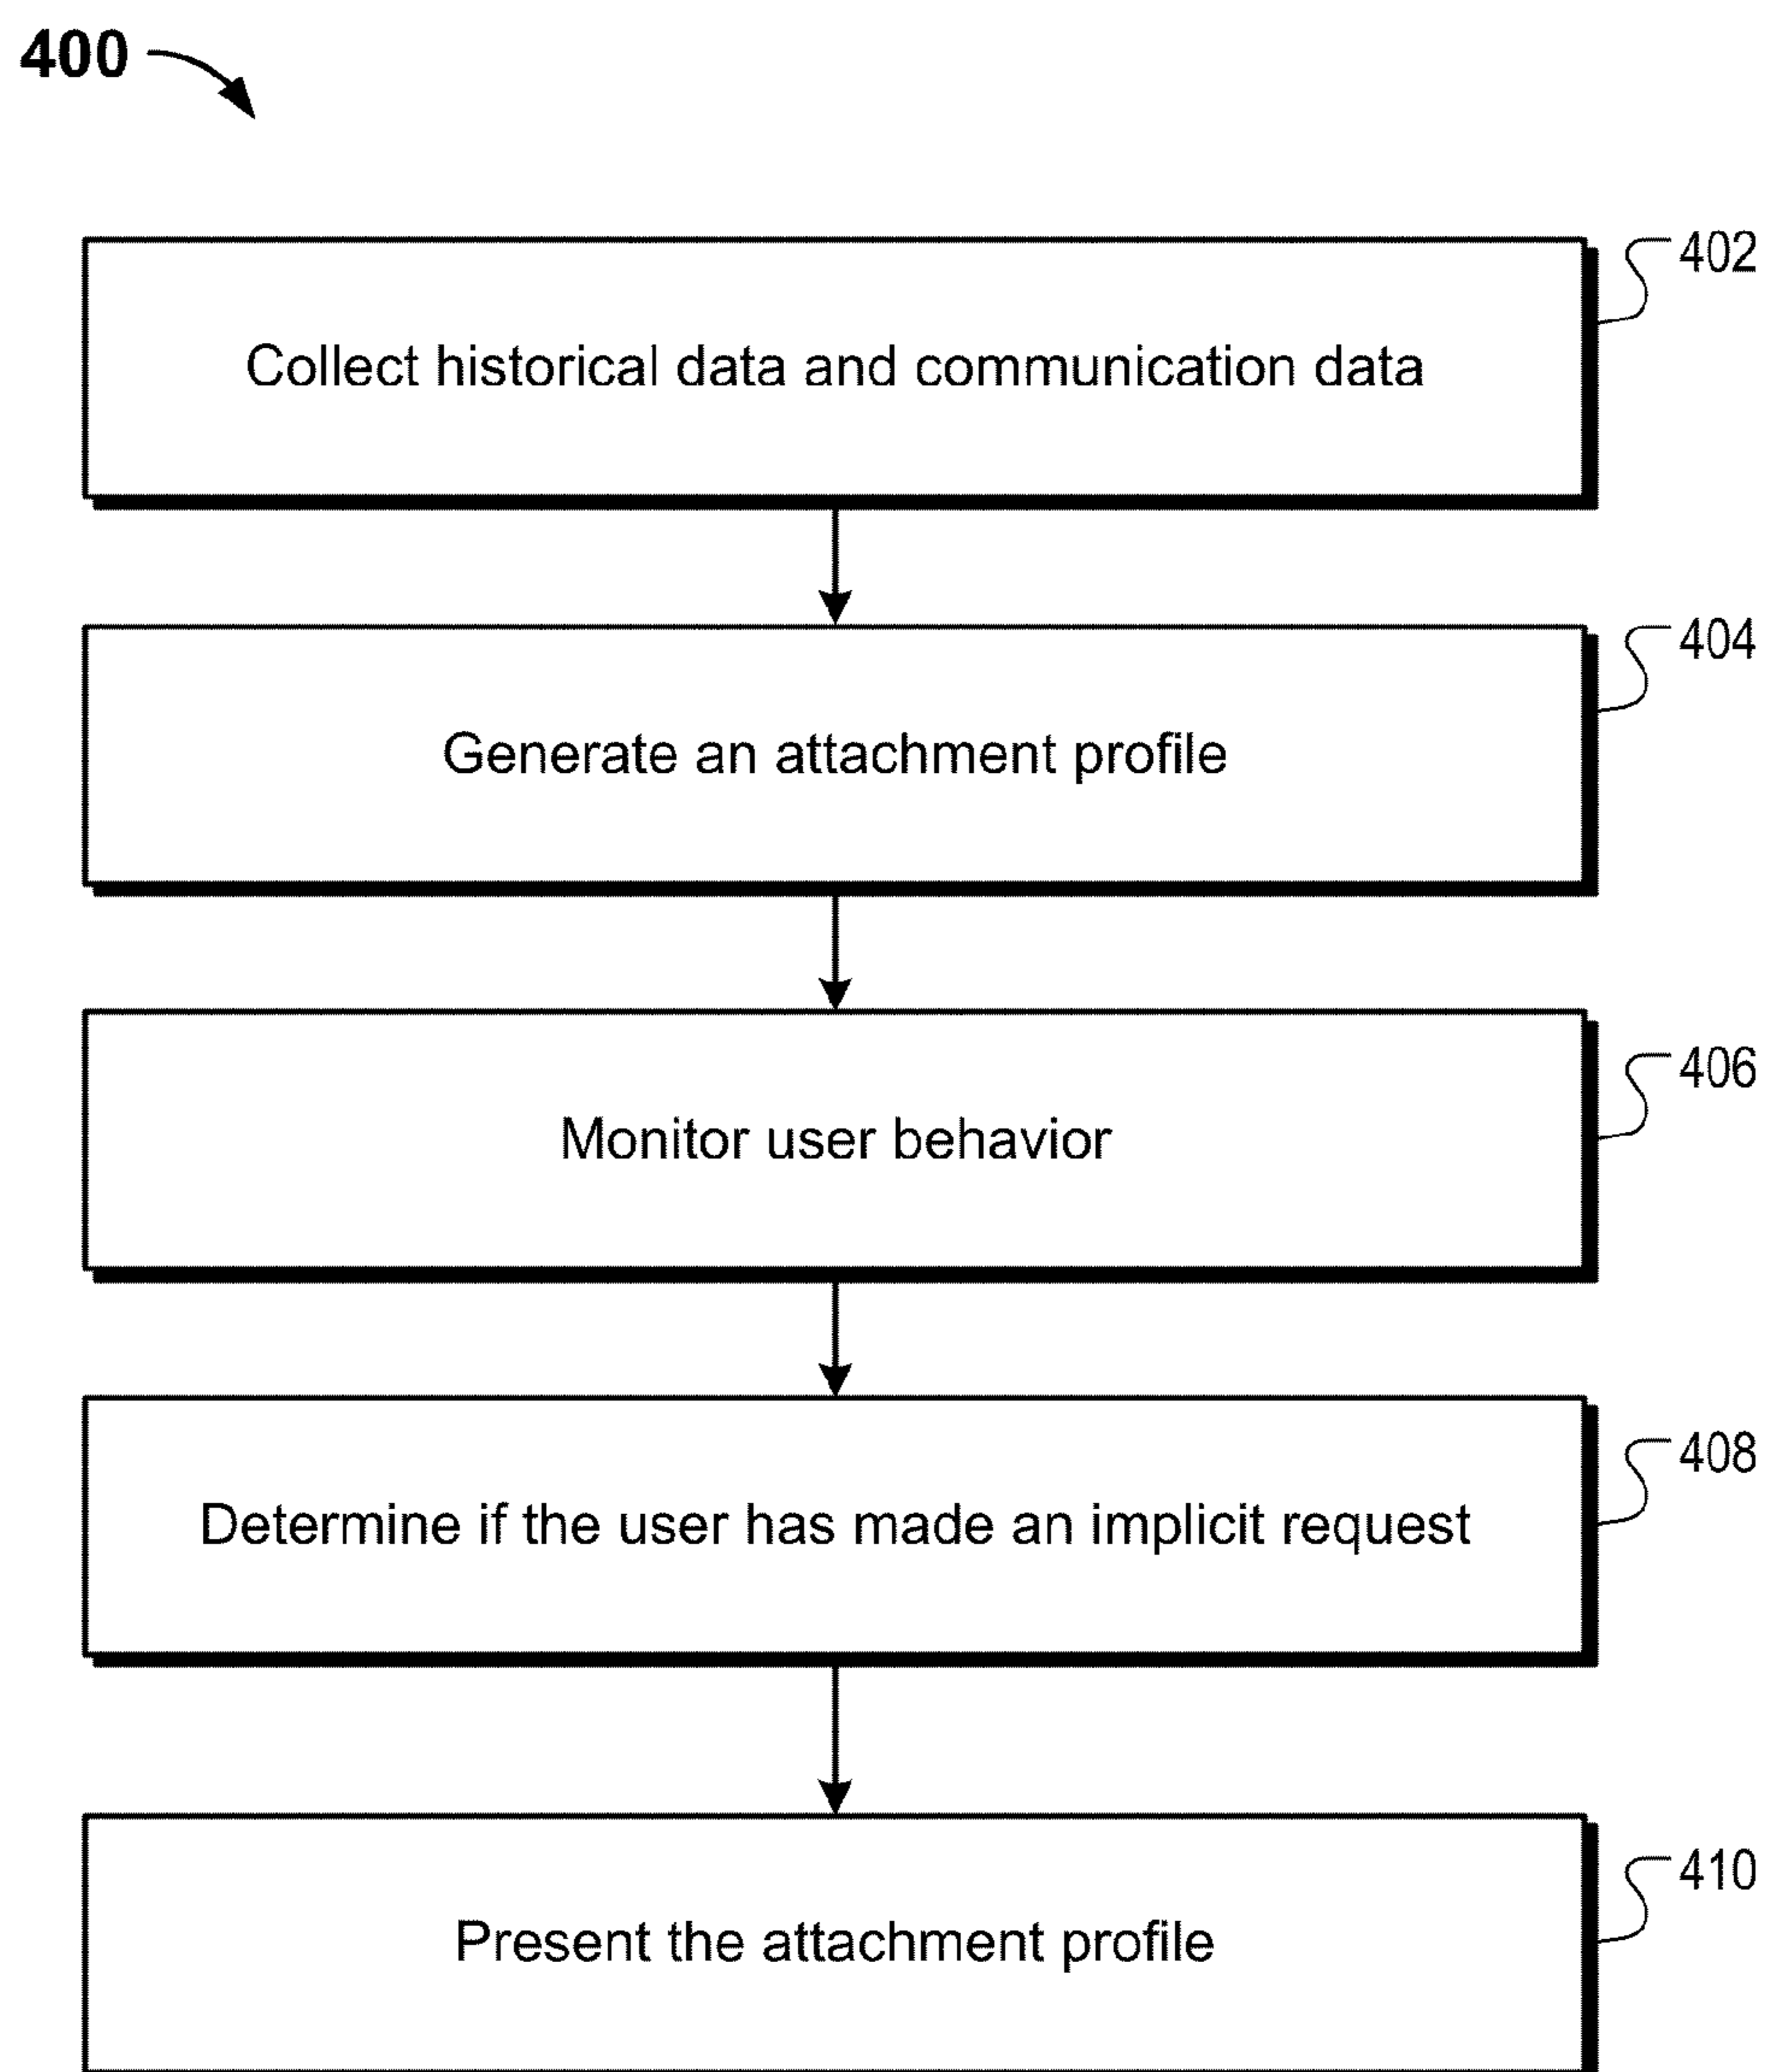 400
402
Collect historical data and communication data
404
Generate an attachment profile
406
Monitor user behavior
408
Determine if the user has made an implicit request
410
Present the attachment profile